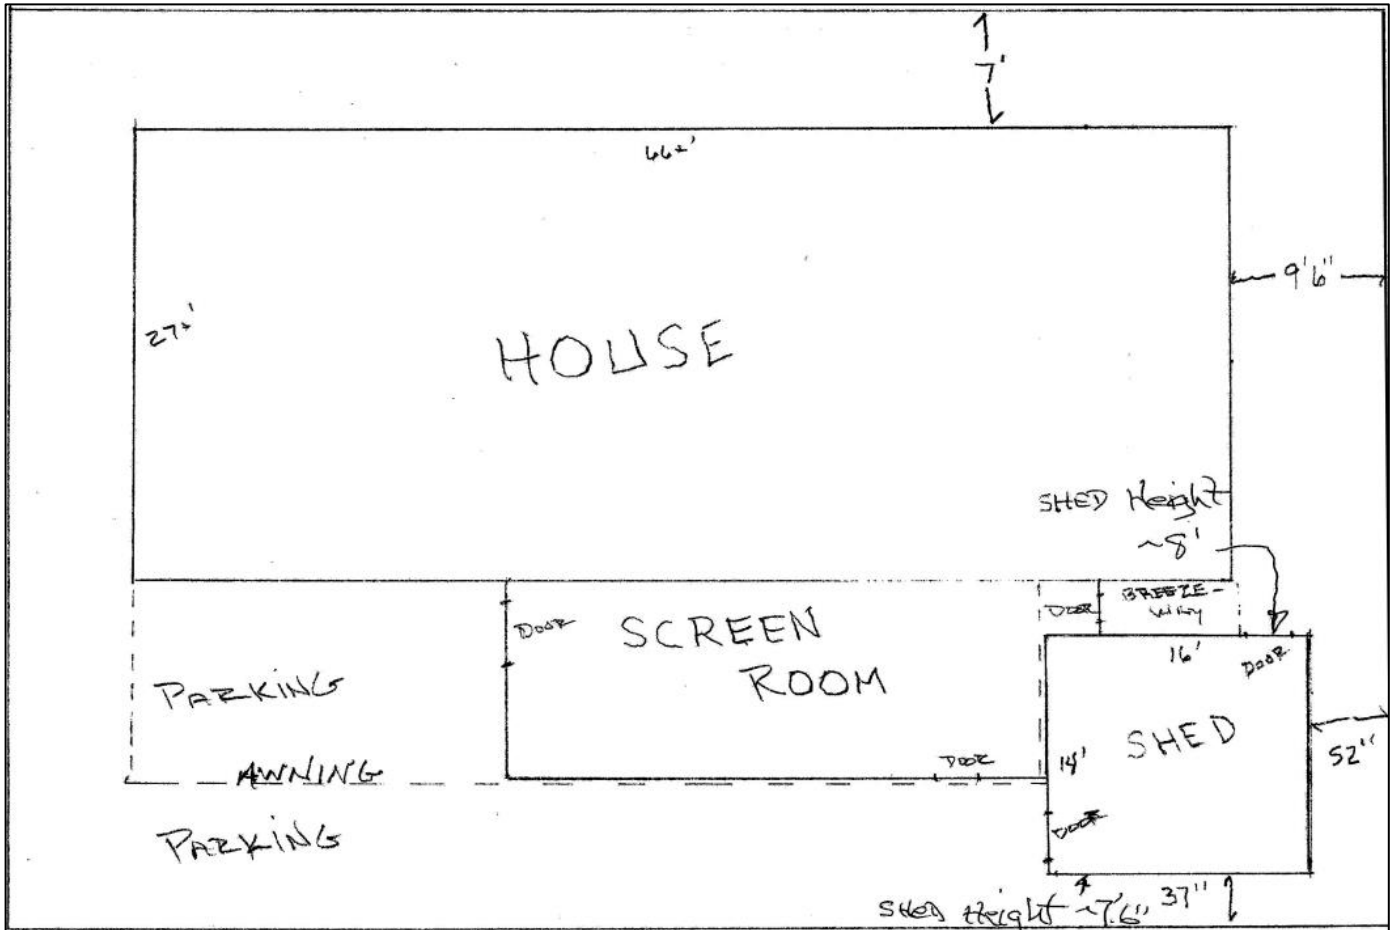 7'
66±'
9'6"
27±'
HOUSE
SHED Height
~8'
DOOR
SCREEN
ROOM
DOOR
BREEZE-
WAY
16'
DOOR
PARKING
SHED
14'
52"
AWNING
DOOR
PARKING
DOOR
37"
SHED Height ~7'6"